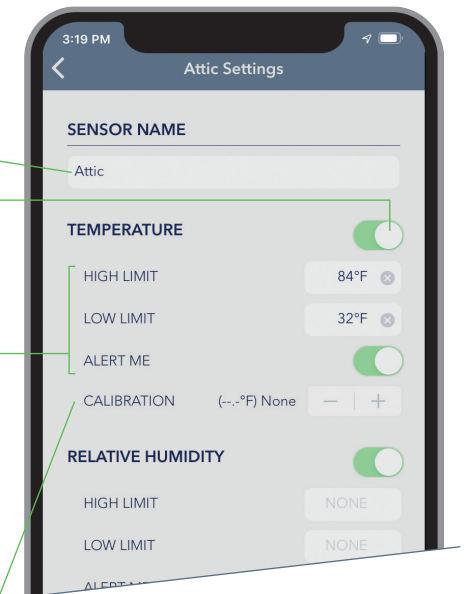 3:19 PM
Attic Settings
SENSOR NAME
Attic
TEMPERATURE
HIGH LIMIT 84°F
LOW LIMIT 32°F
ALERT ME
CALIBRATION (--.-°F) None − | +
RELATIVE HUMIDITY
HIGH LIMIT NONE
LOW LIMIT NONE